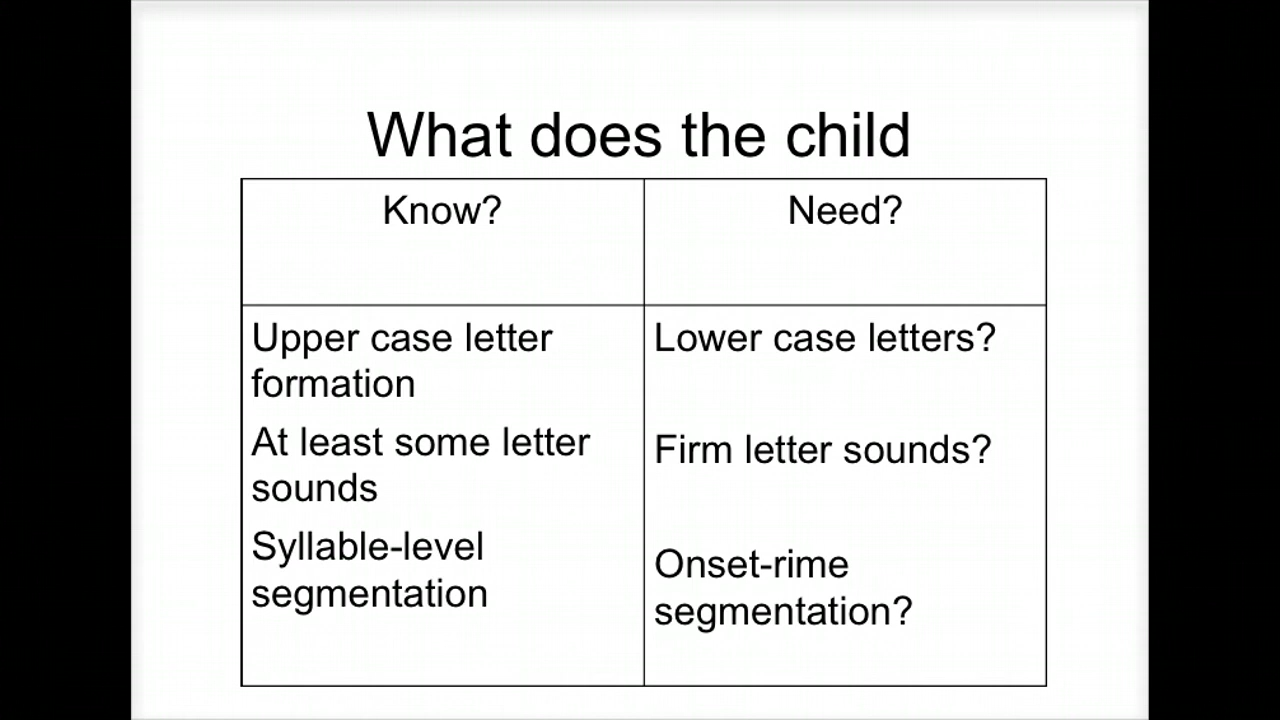 What does the child
Know?
Need?
Upper case letter
formation
At least some letter
sounds
Syllable-level
segmentation
Lower case letters?
Firm letter sounds?
Onset-rime
segmentation?